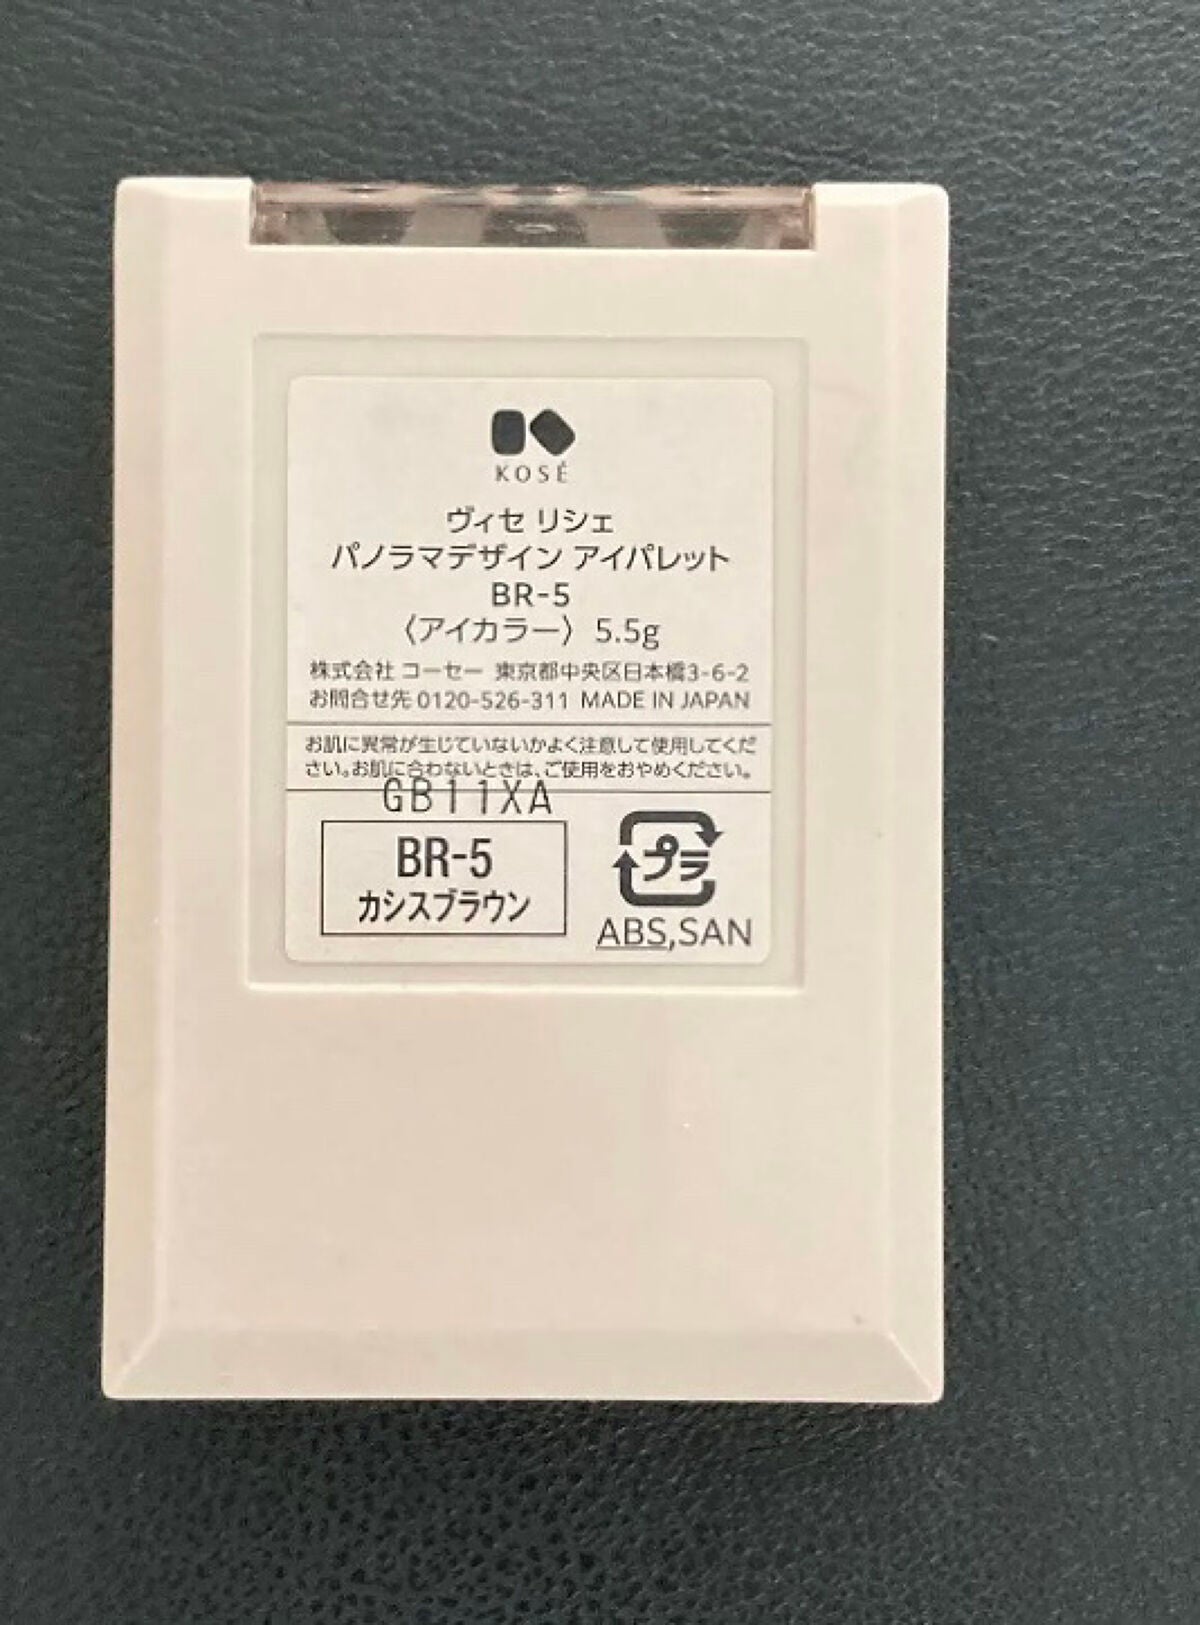 KOSÉ
ヴィセ リシェ
パノラマデザイン アイパレット
BR-5
〈アイカラー〉 5.5g
株式会社 コーセー 東京都中央区日本橋3-6-2
お問合せ先 0120-526-311 MADE IN JAPAN
お肌に異常が生じていないかよく注意して使用してくだ
さい。お肌に合わないときは、ご使用をおやめください。
GB11XA
BR-5
カシスブラウン
プラ
ABS,SAN